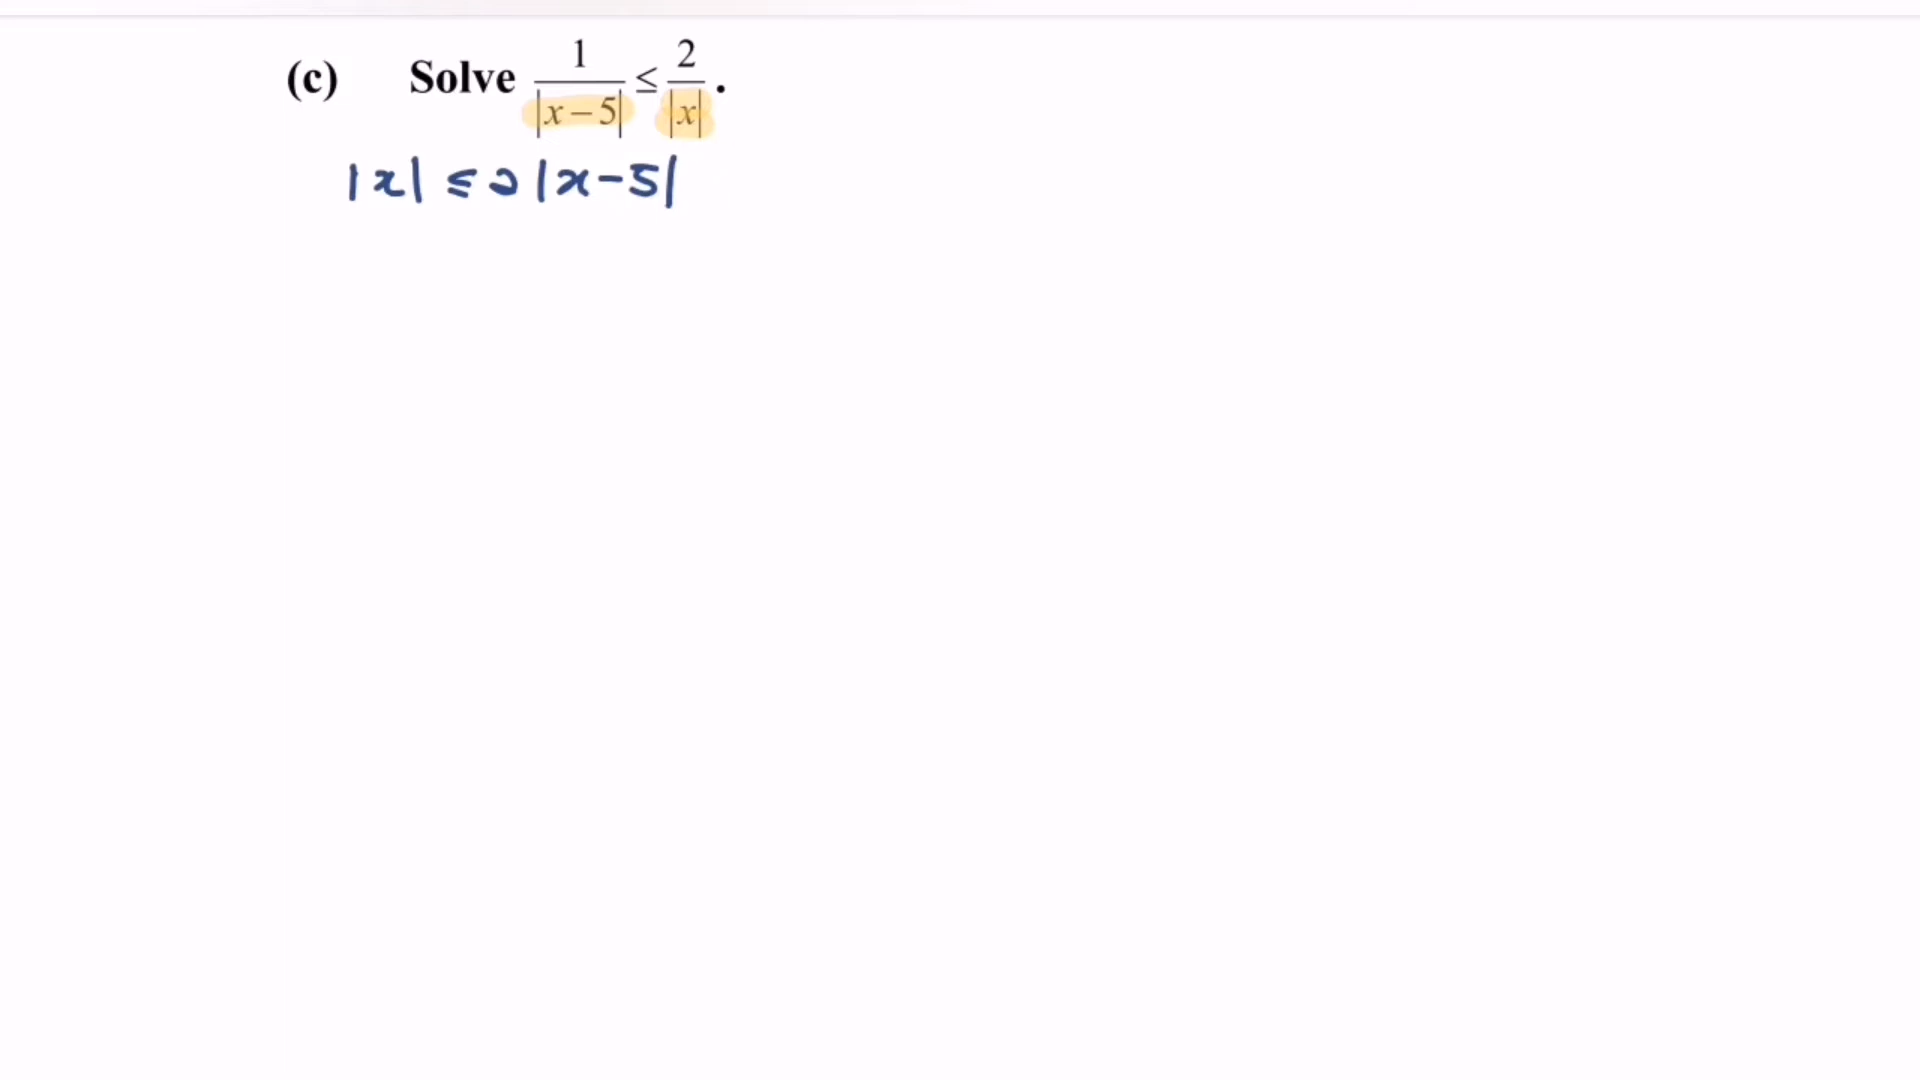 (c) Solve 1/|x−5| ≤ 2/|x| .
|x| ≤ 2|x−5|